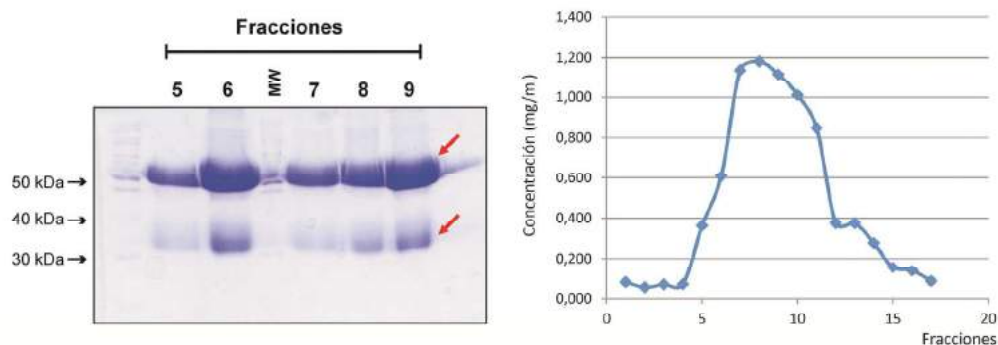 Fracciones
5 6 MW 7 8 9
50 kDa→
40 kDa→
30 kDa→
Concentración (mg/m)
1,400
1,200
1,000
0,800
0,600
0,400
0,200
0,000
0 5 10 15 20
Fracciones